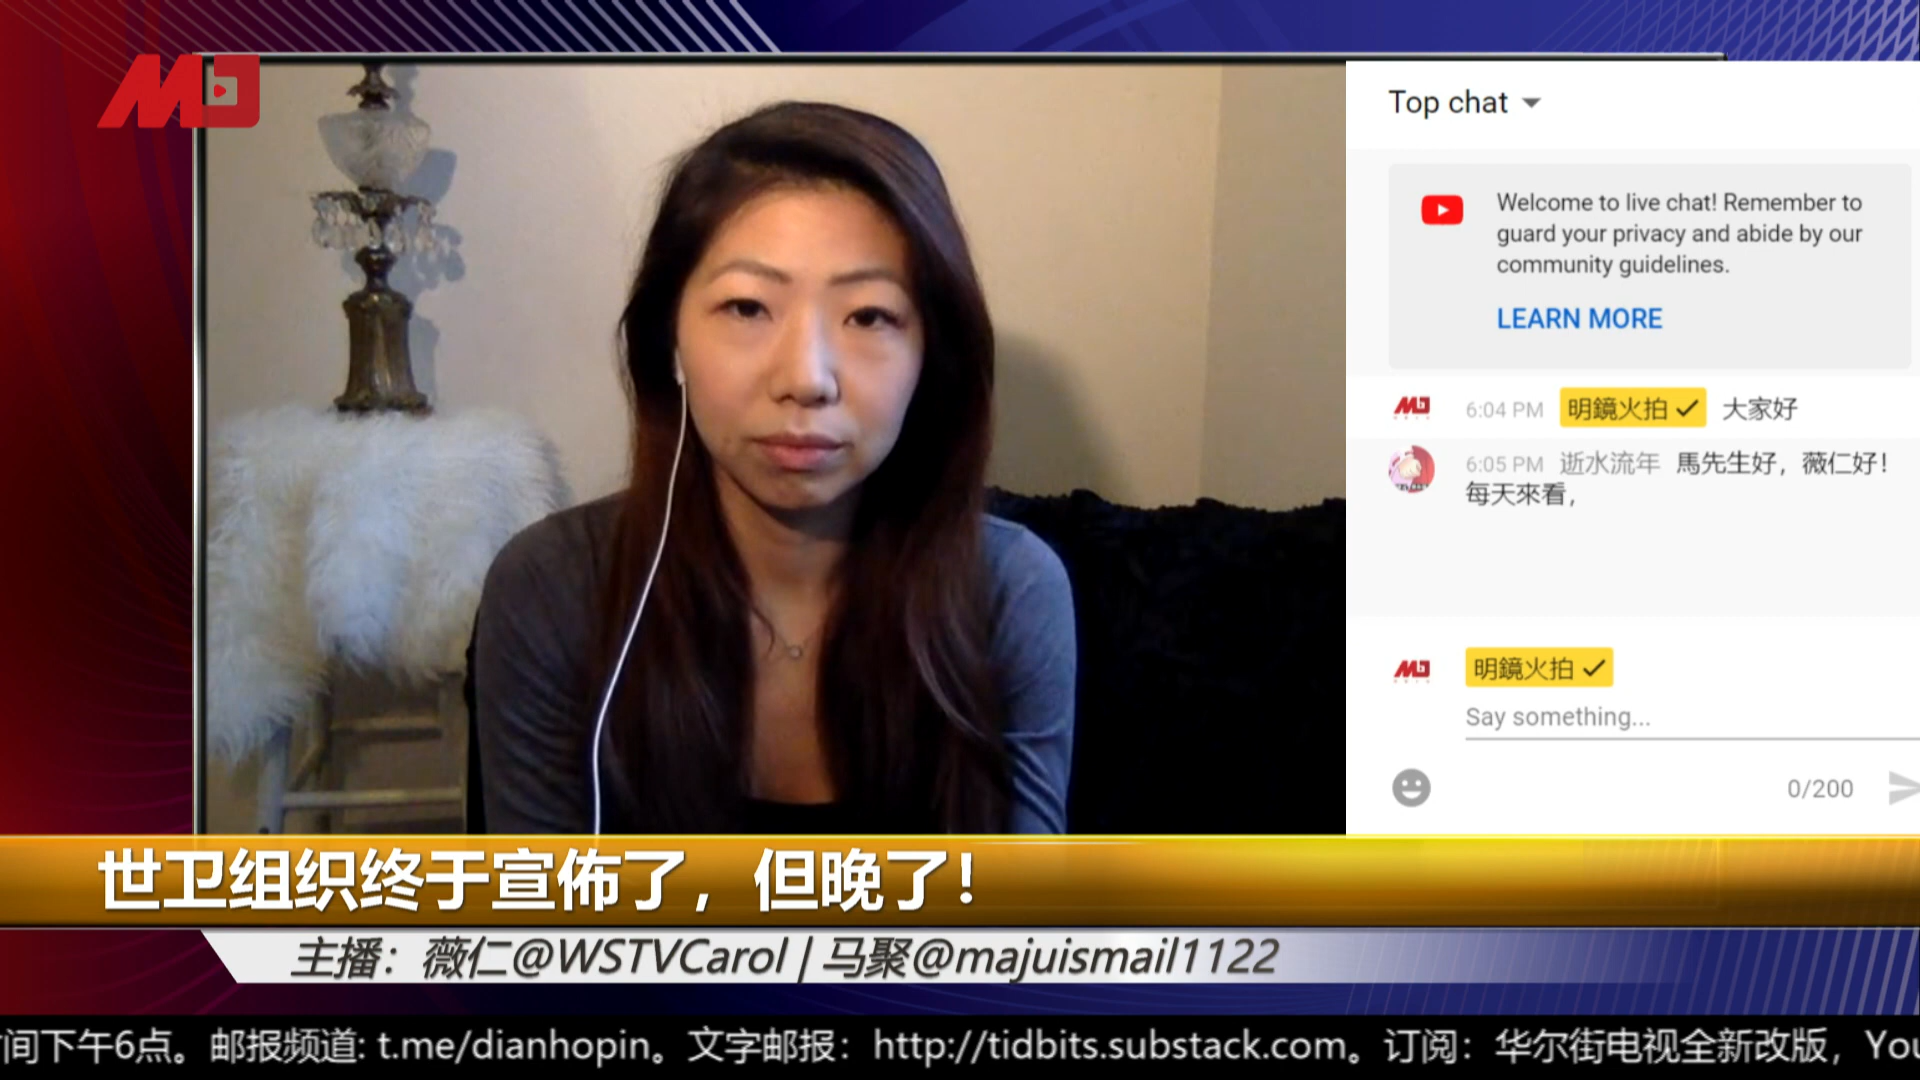 Top chat
Welcome to live chat! Remember to
guard your privacy and abide by our
community guidelines.
LEARN MORE
6:04 PM 明鏡火拍 大家好
6:05 PM 逝水流年 馬先生好，薇仁好！
每天來看，
明鏡火拍
Say something...
0/200
世卫组织终于宣佈了，但晚了！
主播：薇仁@WSTVCarol | 马聚@majuismail1122
间下午6点。邮报频道: t.me/dianhopin。文字邮报：http://tidbits.substack.com。订阅：华尔街电视全新改版，You